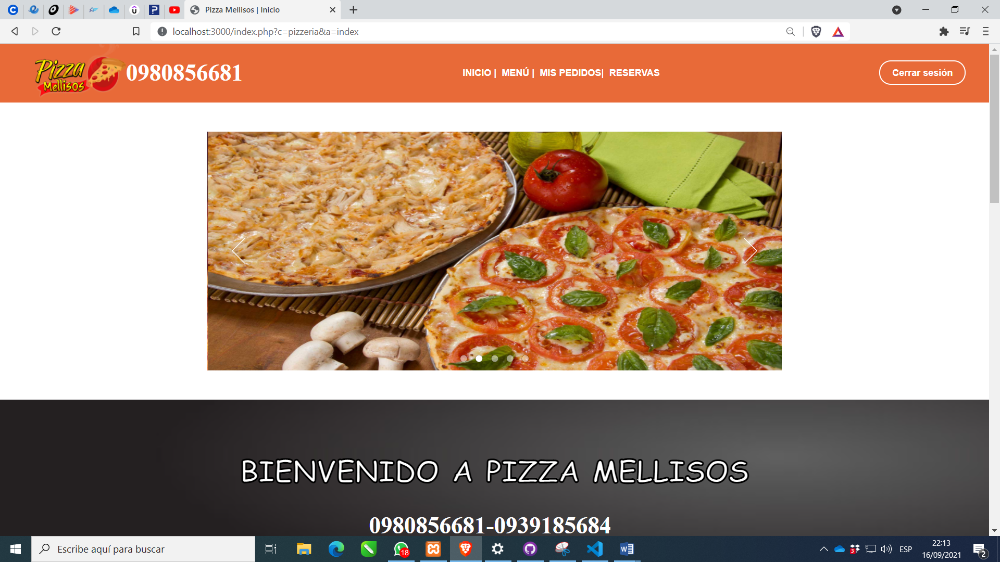 Pizza Mellisos | Inicio
localhost:3000/index.php?c=pizzeria&a=index
Pizza
Mellisos
0980856681
INICIO | MENÚ | MIS PEDIDOS| RESERVAS
Cerrar sesión
BIENVENIDO A PIZZA MELLISOS
0980856681-0939185684
Escribe aquí para buscar
18
3
ESP
22:13
16/09/2021
2